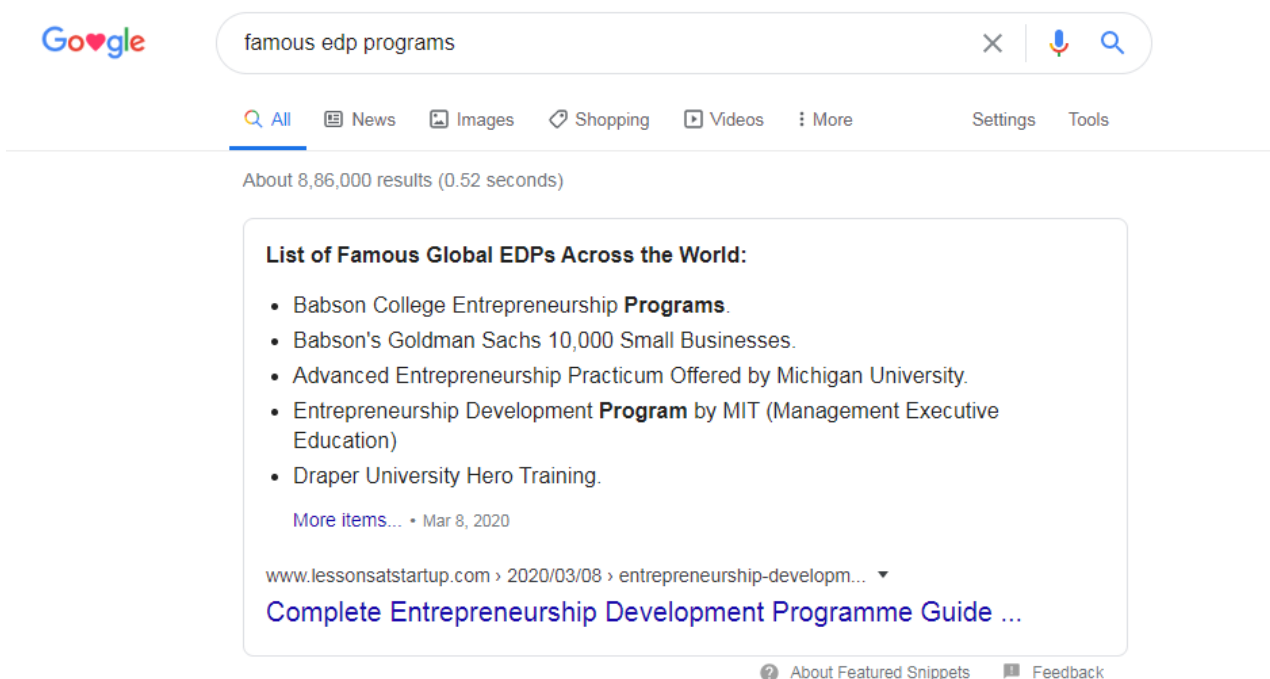 Go❤gle
famous edp programs
All News Images Shopping Videos More Settings Tools
About 8,86,000 results (0.52 seconds)
List of Famous Global EDPs Across the World:
• Babson College Entrepreneurship Programs.
• Babson's Goldman Sachs 10,000 Small Businesses.
• Advanced Entrepreneurship Practicum Offered by Michigan University.
• Entrepreneurship Development Program by MIT (Management Executive
Education)
• Draper University Hero Training.
More items... • Mar 8, 2020
www.lessonsatstartup.com › 2020/03/08 › entrepreneurship-developm...
Complete Entrepreneurship Development Programme Guide ...
About Featured Snippets Feedback